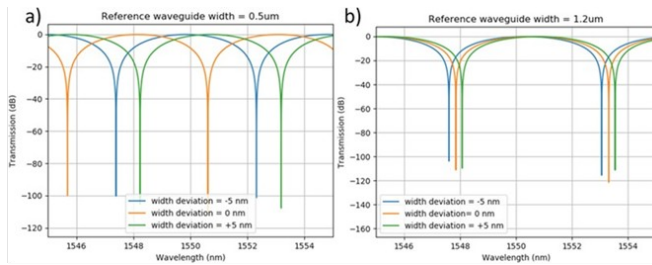 a)
Reference waveguide width = 0.5um
0
−20
−40
−60
−80
−100
−120
Transmission (dB)
width deviation = -5 nm
width deviation = 0 nm
width deviation = +5 nm
1546
1548
1550
1552
1554
Wavelength (nm)
b)
Reference waveguide width = 1.2um
0
−20
−40
−60
−80
−100
−120
−140
−160
Transmission (dB)
width deviation = -5 nm
width deviation= 0 nm
width deviation = +5 nm
1546
1548
1550
1552
1554
Wavelength (nm)